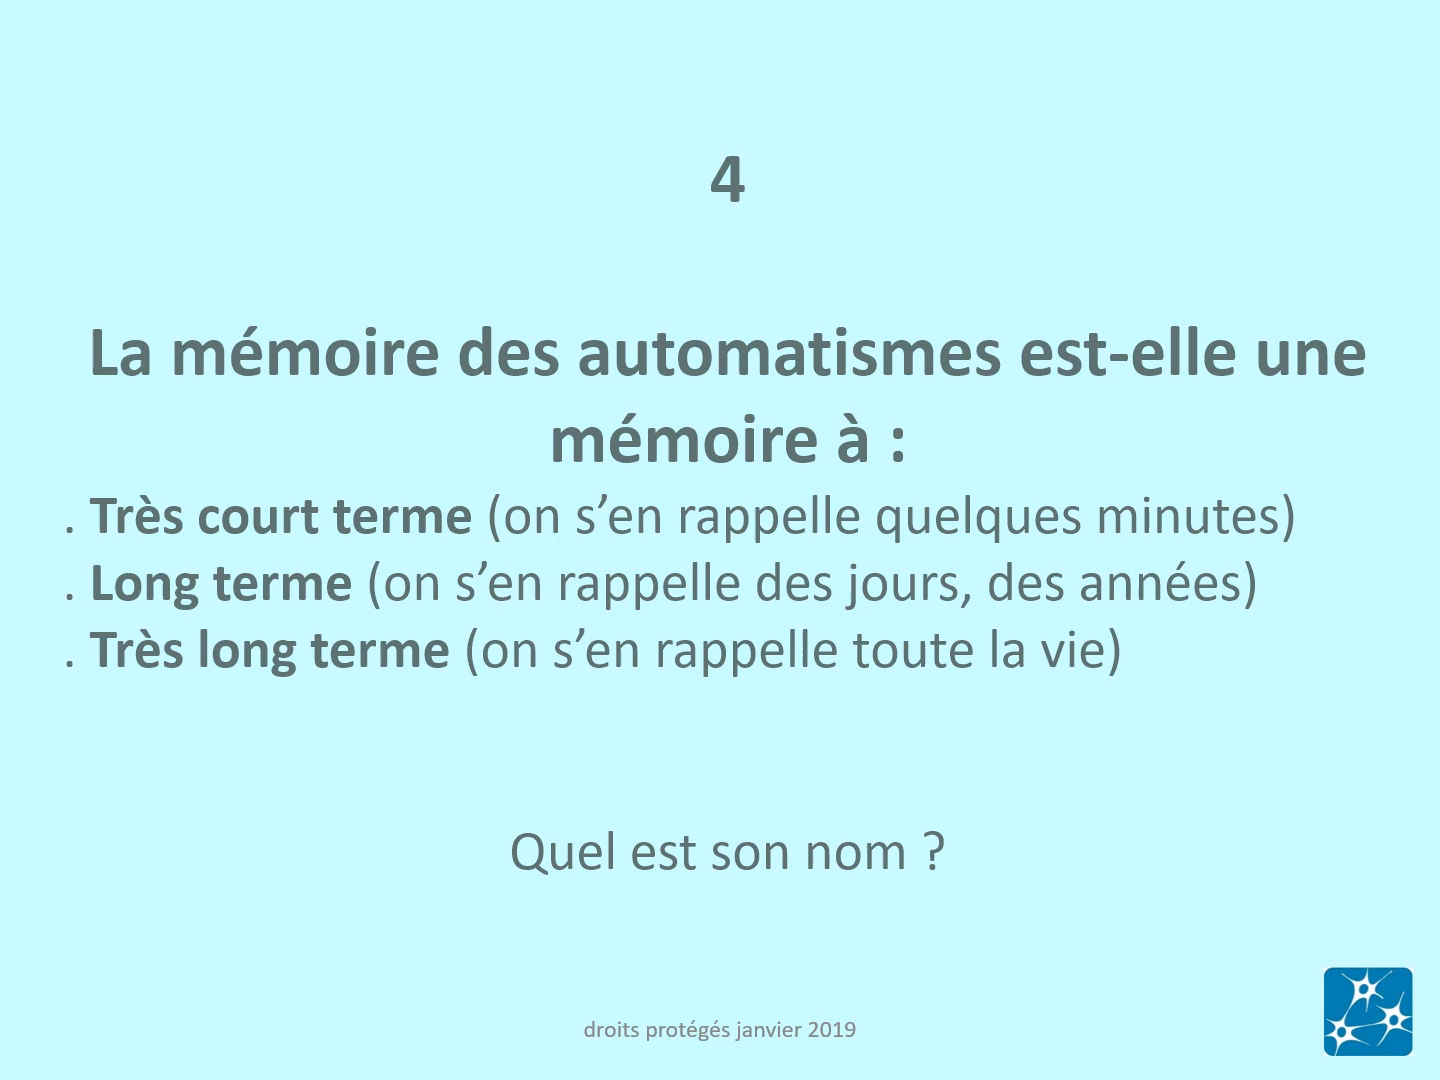 4
La mémoire des automatismes est-elle une
mémoire à :
. Très court terme (on s’en rappelle quelques minutes)
. Long terme (on s’en rappelle des jours, des années)
. Très long terme (on s’en rappelle toute la vie)
Quel est son nom ?
droits protégés janvier 2019